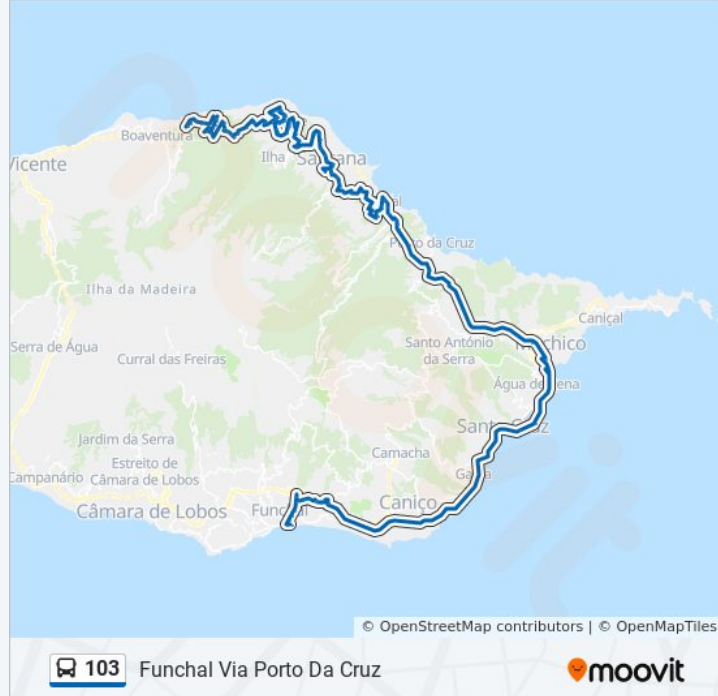 Boaventura
Vicente
Ilha
Santana
Porto da Cruz
Ilha da Madeira
Caniçal
Serra de Água
Santo António
da Serra
Machico
Curral das Freiras
Água de Pena
Santa Cruz
Jardim da Serra
Camacha
Estreito de
Câmara de Lobos
Gaula
Campanário
Caniço
Câmara de Lobos
Funchal
© OpenStreetMap contributors | © OpenMapTiles
103 Funchal Via Porto Da Cruz
moovit